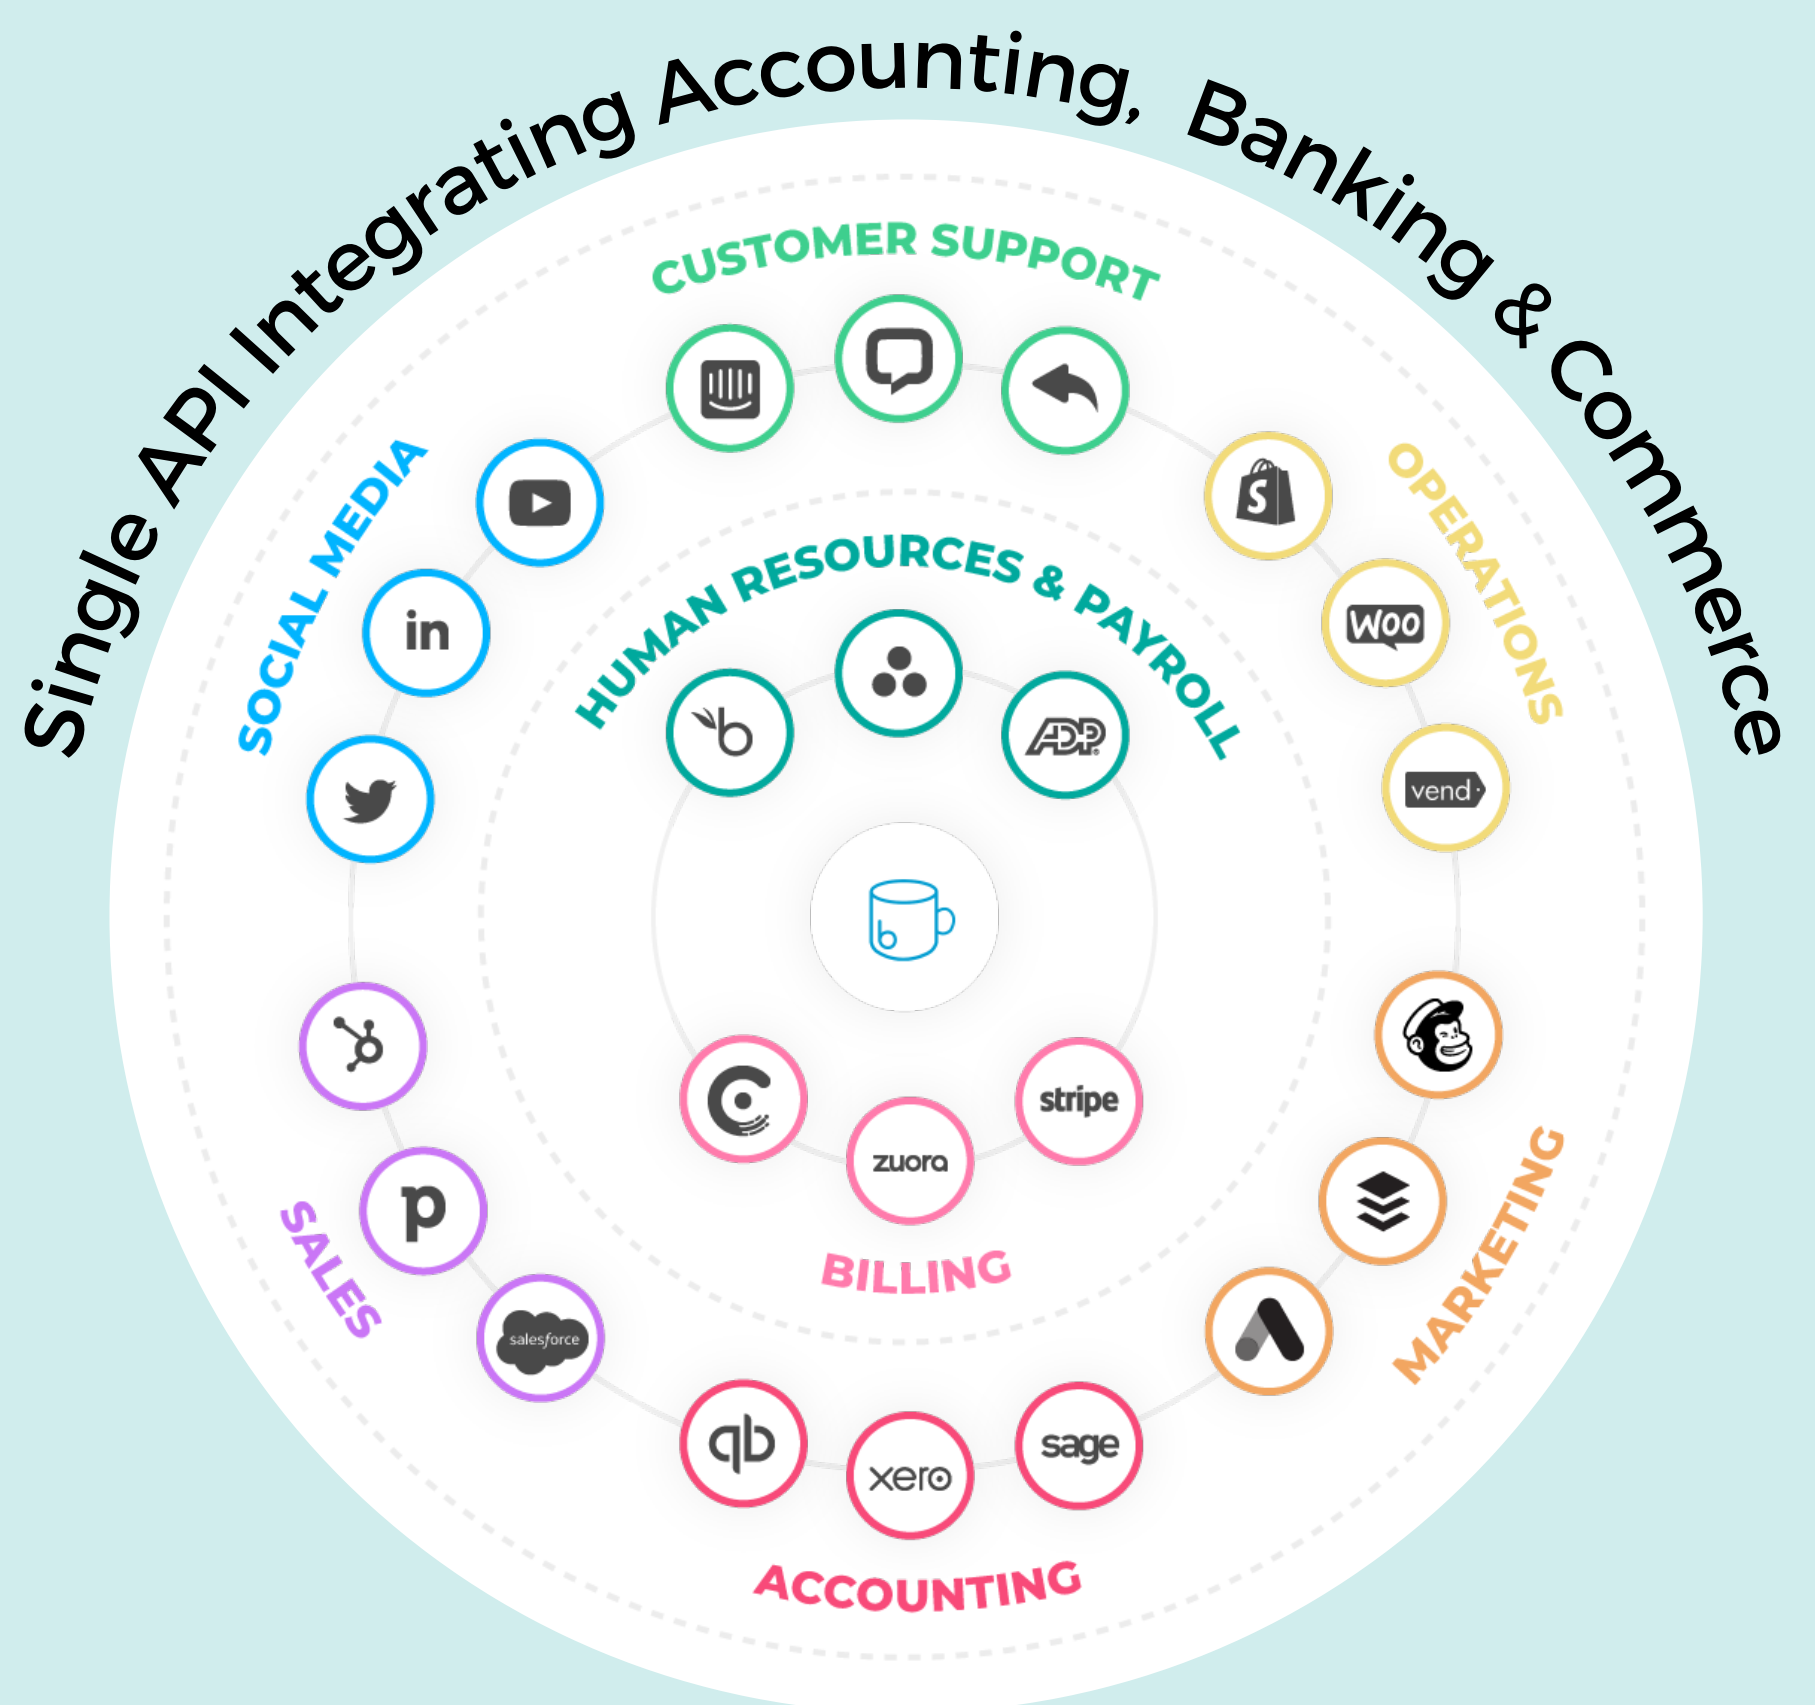 Single API Integrating Accounting, Banking & Commerce
CUSTOMER SUPPORT
SOCIAL MEDIA
OPERATIONS
S
in
WOO
vend
HUMAN RESOURCES & PAYROLL
b
ADP
b
stripe
zuora
BILLING
SALES
p
salesforce
MARKETING
qb
xero
sage
ACCOUNTING